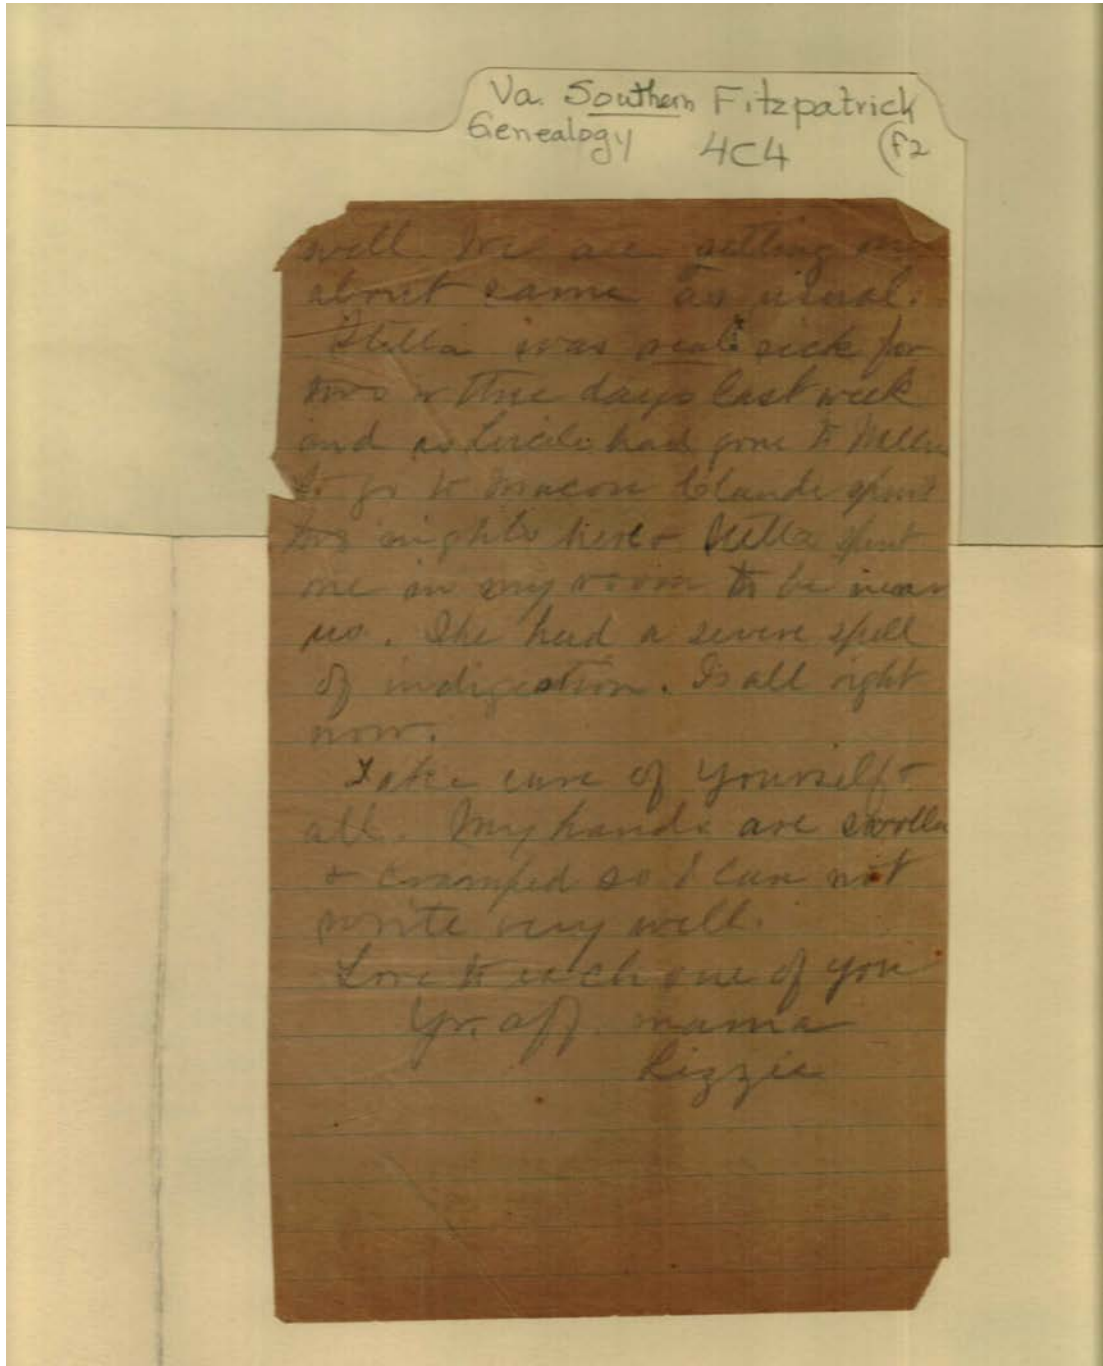 Va. Southern Fitzpatrick
Genealogy 4C4 F2
well. We are getting on
about same as usual.
Stella was real sick for
two or three days last week
and as Lucile had gone to
to go to Macon Claude spent
two nights here & Stella spent
one in my room to be near
us. She had a severe spell
of indigestion. Is all right
now.
Take care of yourself &
all. My hands are swollen
& cramped so I can not
write very well.
Love to each one of you
Yr. aff. mama
Lizzie